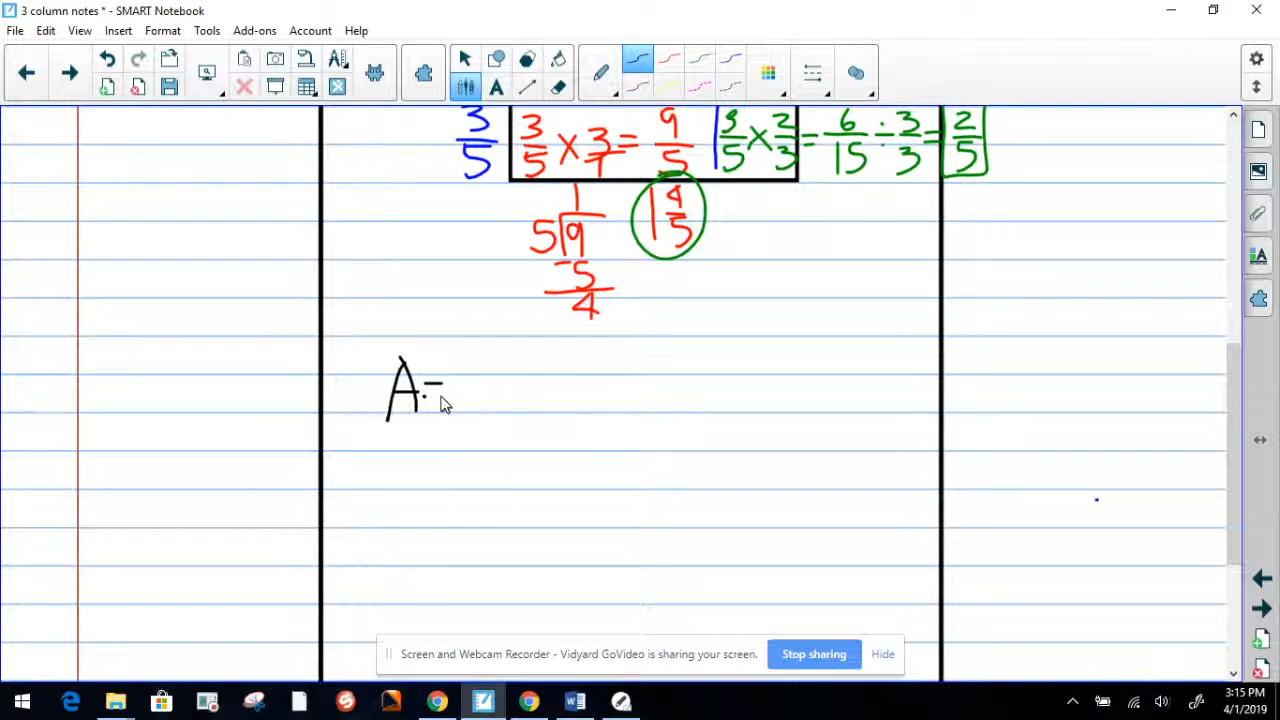 3 column notes * - SMART Notebook
File Edit View Insert Format Tools Add-ons Account Help
3/5 3/5 x 3/1 = 9/5 3/5 x 2/3 = 6/15 ÷ 3/3 = 2/5
1 1 4/5
5 9
-5
4
A =
Screen and Webcam Recorder - Vidyard GoVideo is sharing your screen. Stop sharing Hide
3:15 PM
4/1/2019